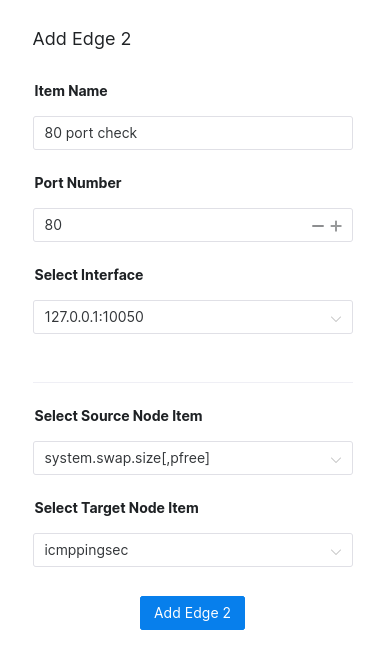 Add Edge 2
Item Name
80 port check
Port Number
80
Select Interface
127.0.0.1:10050
Select Source Node Item
system.swap.size[,pfree]
Select Target Node Item
icmppingsec
Add Edge 2